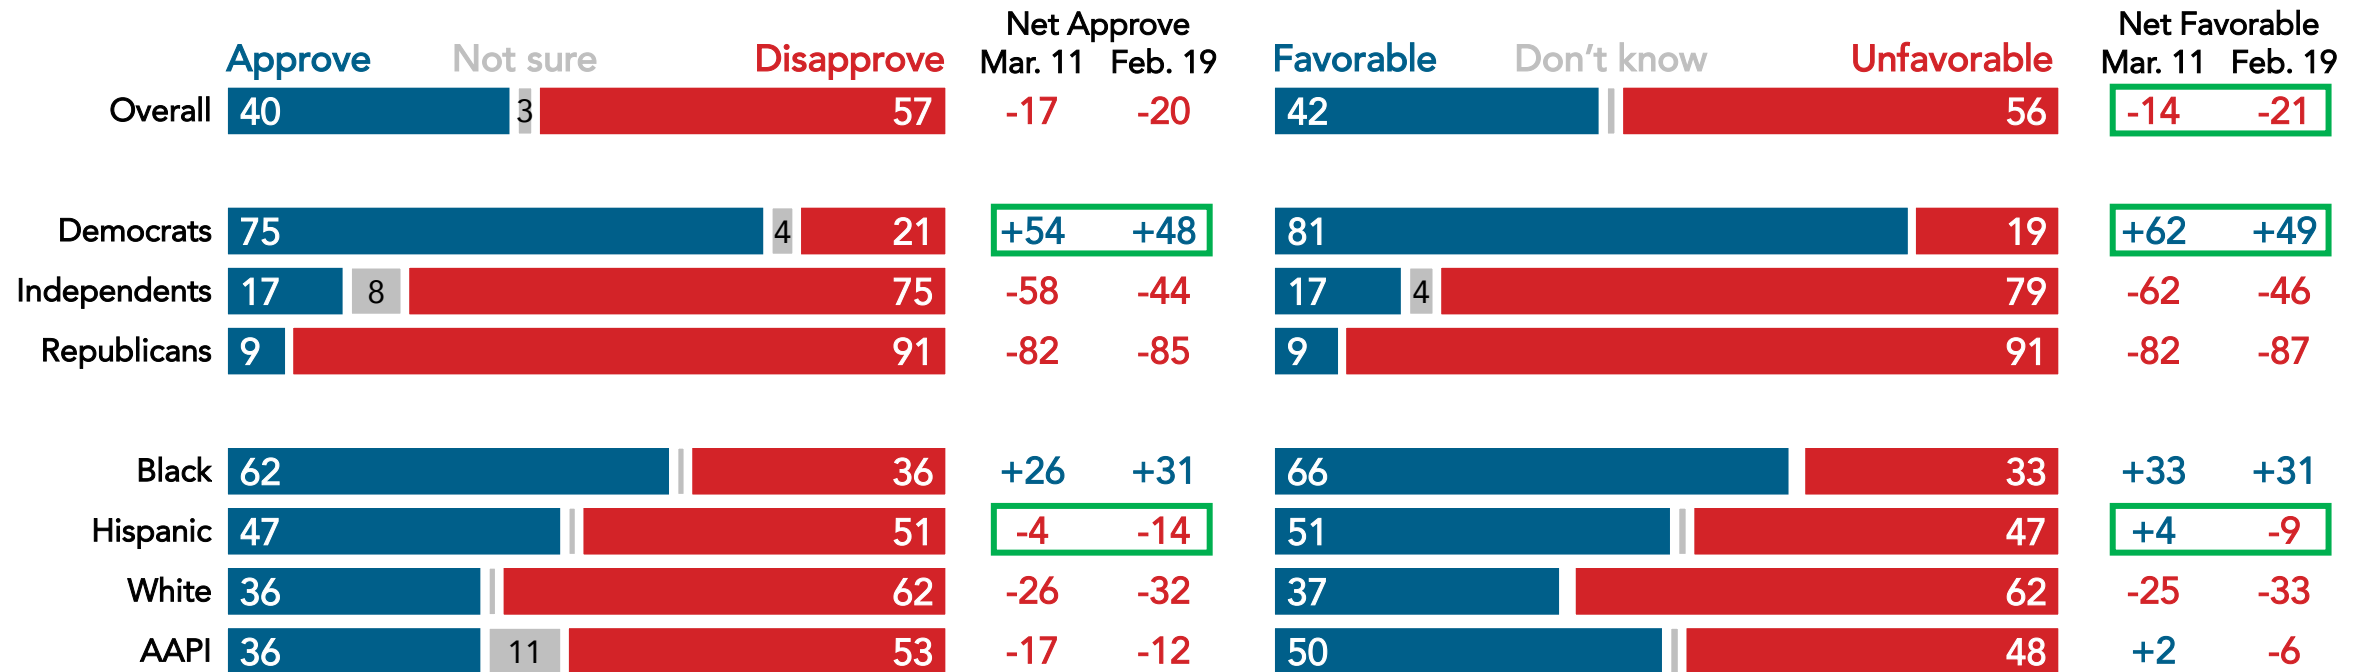 Net Approve Net Favorable
Approve Not sure Disapprove Mar. 11 Feb. 19 Favorable Don't know Unfavorable Mar. 11 Feb. 19
Overall 40 3 57 -17 -20 42 56 -14 -21
Democrats 75 4 21 +54 +48 81 19 +62 +49
Independents 17 8 75 -58 -44 17 4 79 -62 -46
Republicans 9 91 -82 -85 9 91 -82 -87
Black 62 36 +26 +31 66 33 +33 +31
Hispanic 47 51 -4 -14 51 47 +4 -9
White 36 62 -26 -32 37 62 -25 -33
AAPI 36 11 53 -17 -12 50 48 +2 -6